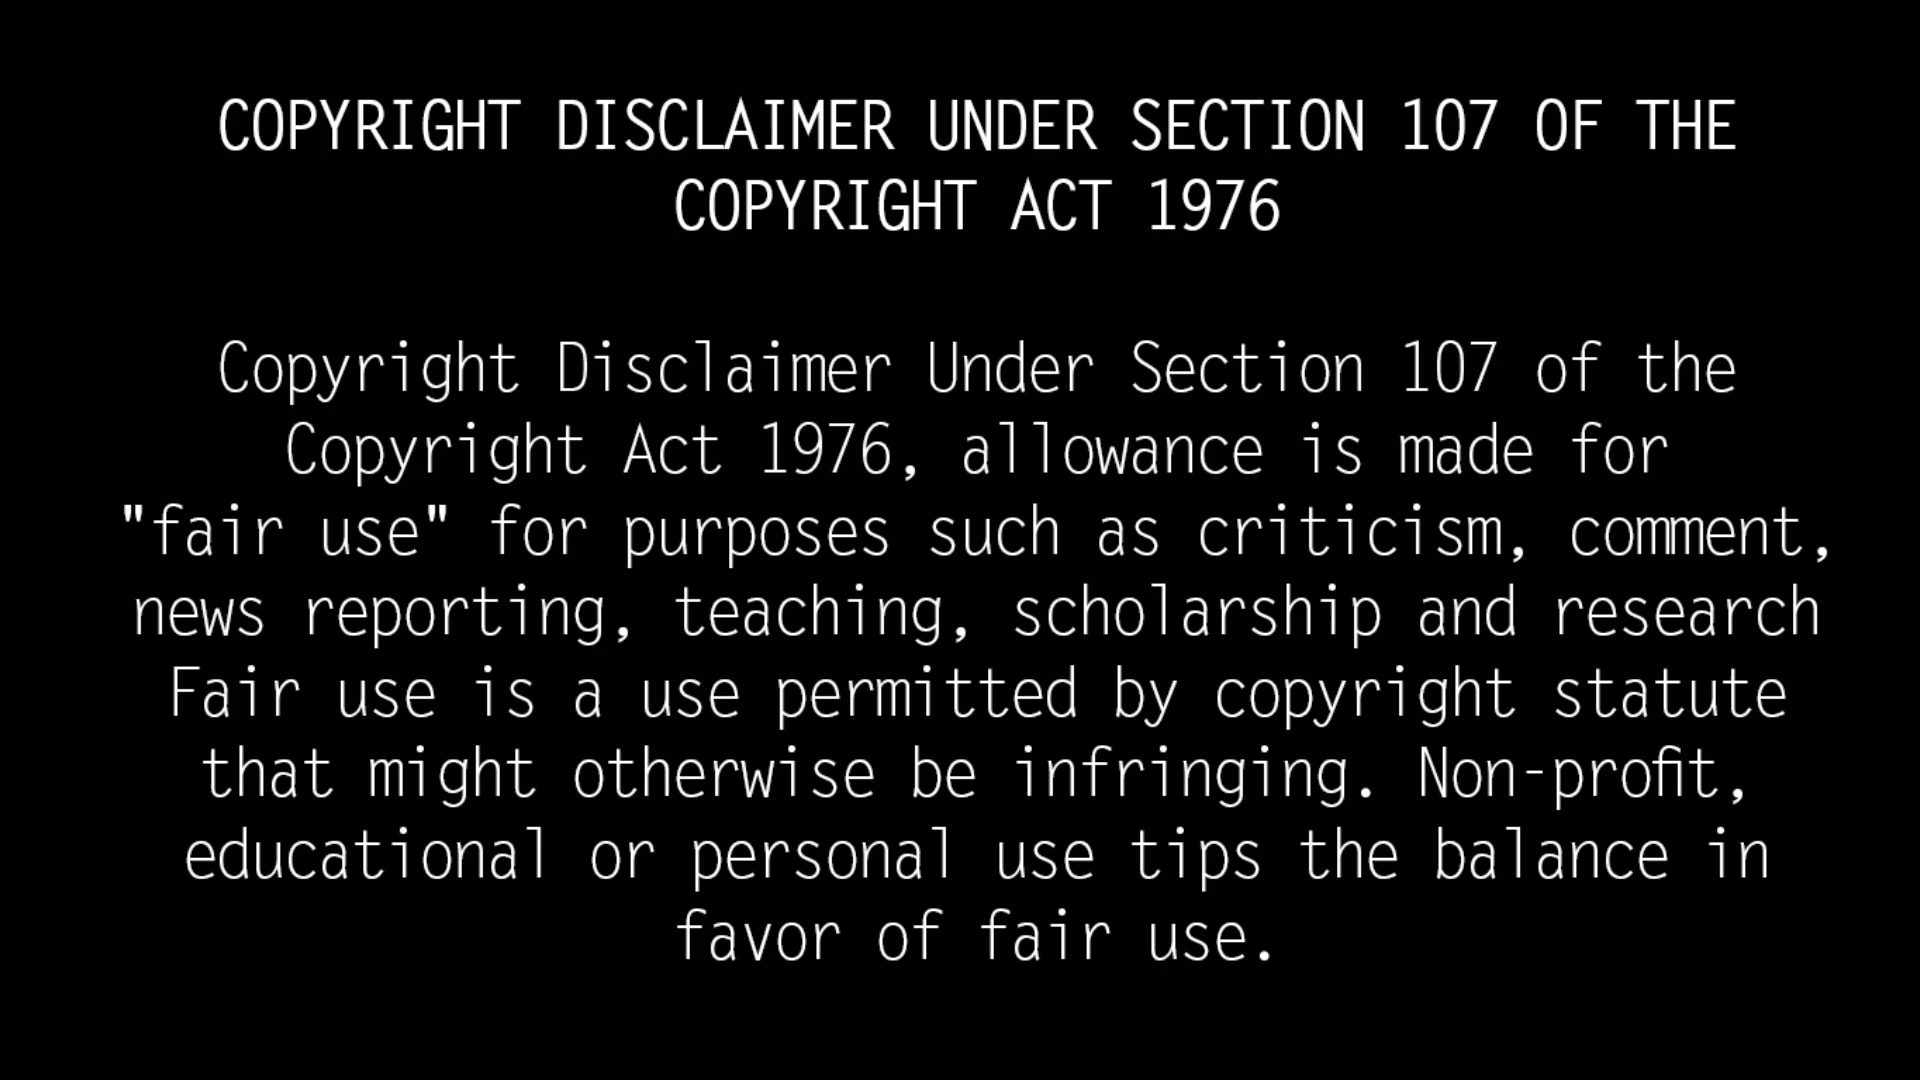 COPYRIGHT DISCLAIMER UNDER SECTION 107 OF THE
COPYRIGHT ACT 1976
Copyright Disclaimer Under Section 107 of the
Copyright Act 1976, allowance is made for
"fair use" for purposes such as criticism, comment,
news reporting, teaching, scholarship and research
Fair use is a use permitted by copyright statute
that might otherwise be infringing. Non-profit,
educational or personal use tips the balance in
favor of fair use.